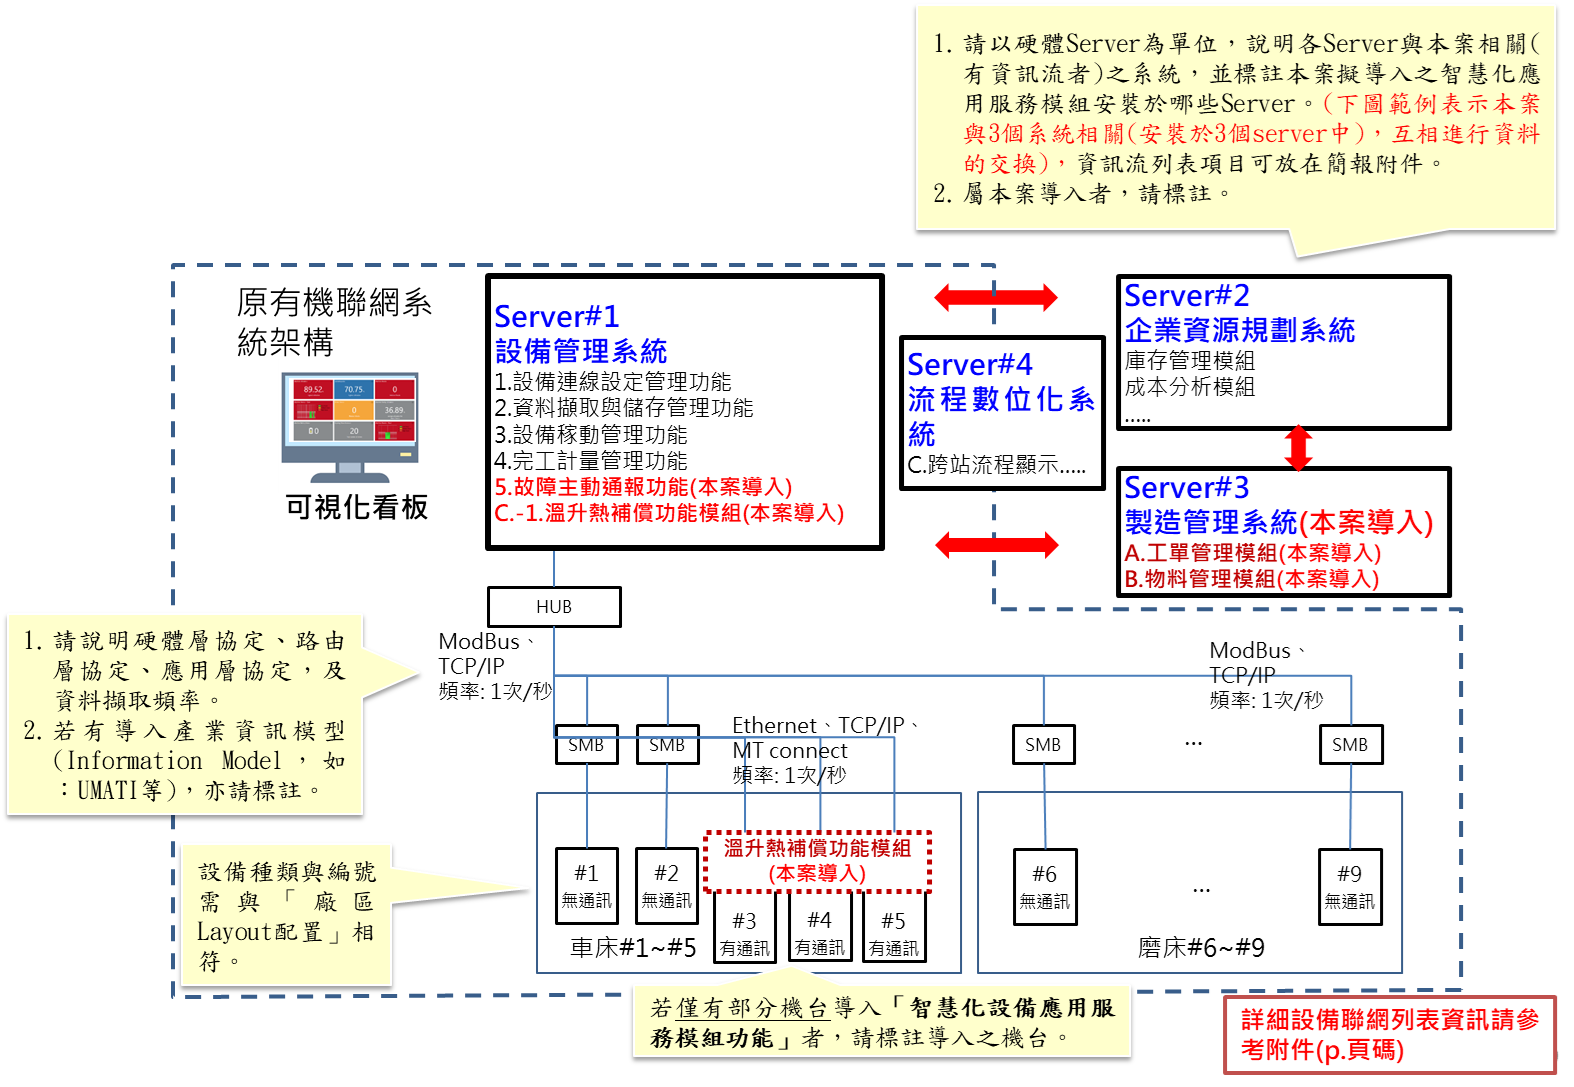 1. 請以硬體Server為單位，說明各Server與本案相關(
有資訊流者)之系統，並標註本案擬導入之智慧化應
用服務模組安裝於哪些Server。(下圖範例表示本案
與3個系統相關(安裝於3個server中)，互相進行資料
的交換)，資訊流列表項目可放在簡報附件。
2. 屬本案導入者，請標註。
原有機聯網系
統架構
89.52.
70.75.
0
0
36.89.
0
20
可視化看板
Server#1
設備管理系統
1.設備連線設定管理功能
2.資料擷取與儲存管理功能
3.設備稼動管理功能
4.完工計量管理功能
5.故障主動通報功能(本案導入)
C.-1.溫升熱補償功能模組(本案導入)
Server#4
流程數位化系
統
C.跨站流程顯示.....
Server#2
企業資源規劃系統
庫存管理模組
成本分析模組
.....
Server#3
製造管理系統(本案導入)
A.工單管理模組(本案導入)
B.物料管理模組(本案導入)
HUB
1. 請說明硬體層協定、路由
層協定、應用層協定，及
資料擷取頻率。
2. 若有導入產業資訊模型
(Information Model，如
：UMATI等)，亦請標註。
ModBus、
TCP/IP
頻率: 1次/秒
ModBus、
TCP/IP
頻率: 1次/秒
Ethernet、TCP/IP、
MT connect
頻率: 1次/秒
SMB
SMB
SMB
...
SMB
設備種類與編號
需與「廠區
Layout配置」相
符。
溫升熱補償功能模組
(本案導入)
#1
無通訊
#2
無通訊
#3
有通訊
#4
有通訊
#5
有通訊
車床#1~#5
#6
無通訊
...
#9
無通訊
磨床#6~#9
若僅有部分機台導入「智慧化設備應用服
務模組功能」者，請標註導入之機台。
詳細設備聯網列表資訊請參
考附件(p.頁碼)